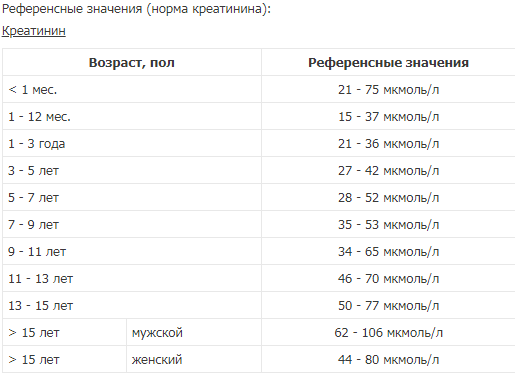 Референсные значения (норма креатинина):
Креатинин
Возраст, пол Референсные значения
< 1 мес. 21 - 75 мкмоль/л
1 - 12 мес. 15 - 37 мкмоль/л
1 - 3 года 21 - 36 мкмоль/л
3 - 5 лет 27 - 42 мкмоль/л
5 - 7 лет 28 - 52 мкмоль/л
7 - 9 лет 35 - 53 мкмоль/л
9 - 11 лет 34 - 65 мкмоль/л
11 - 13 лет 46 - 70 мкмоль/л
13 - 15 лет 50 - 77 мкмоль/л
> 15 лет мужской 62 - 106 мкмоль/л
> 15 лет женский 44 - 80 мкмоль/л